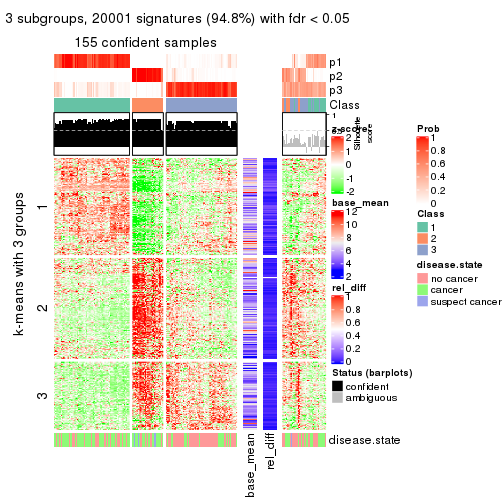 3 subgroups, 20001 signatures (94.8%) with fdr < 0.05
155 confident samples
p1
p2
p3
Class
1
0.5
Silhouette
score
z-score
2
1
0
-1
-2
base_mean
12
10
8
6
4
2
rel_diff
1
0.8
0.6
0.4
0.2
0
Status (barplots)
confident
ambiguous
Prob
1
0.8
0.6
0.4
0.2
0
Class
1
2
3
disease.state
no cancer
cancer
suspect cancer
k-means with 3 groups
1
2
3
base_mean
rel_diff
disease.state